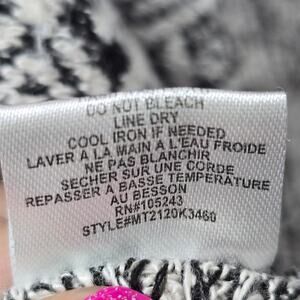 DO NOT BLEACH
LINE DRY
COOL IRON IF NEEDED
LAVER A LA MAIN A L'EAU FROIDE
NE PAS BLANCHIR
SECHER SUR UNE CORDE
REPASSER A BASSE TEMPERATURE
AU BESSON
RN#105243
STYLE#MT2120K3460